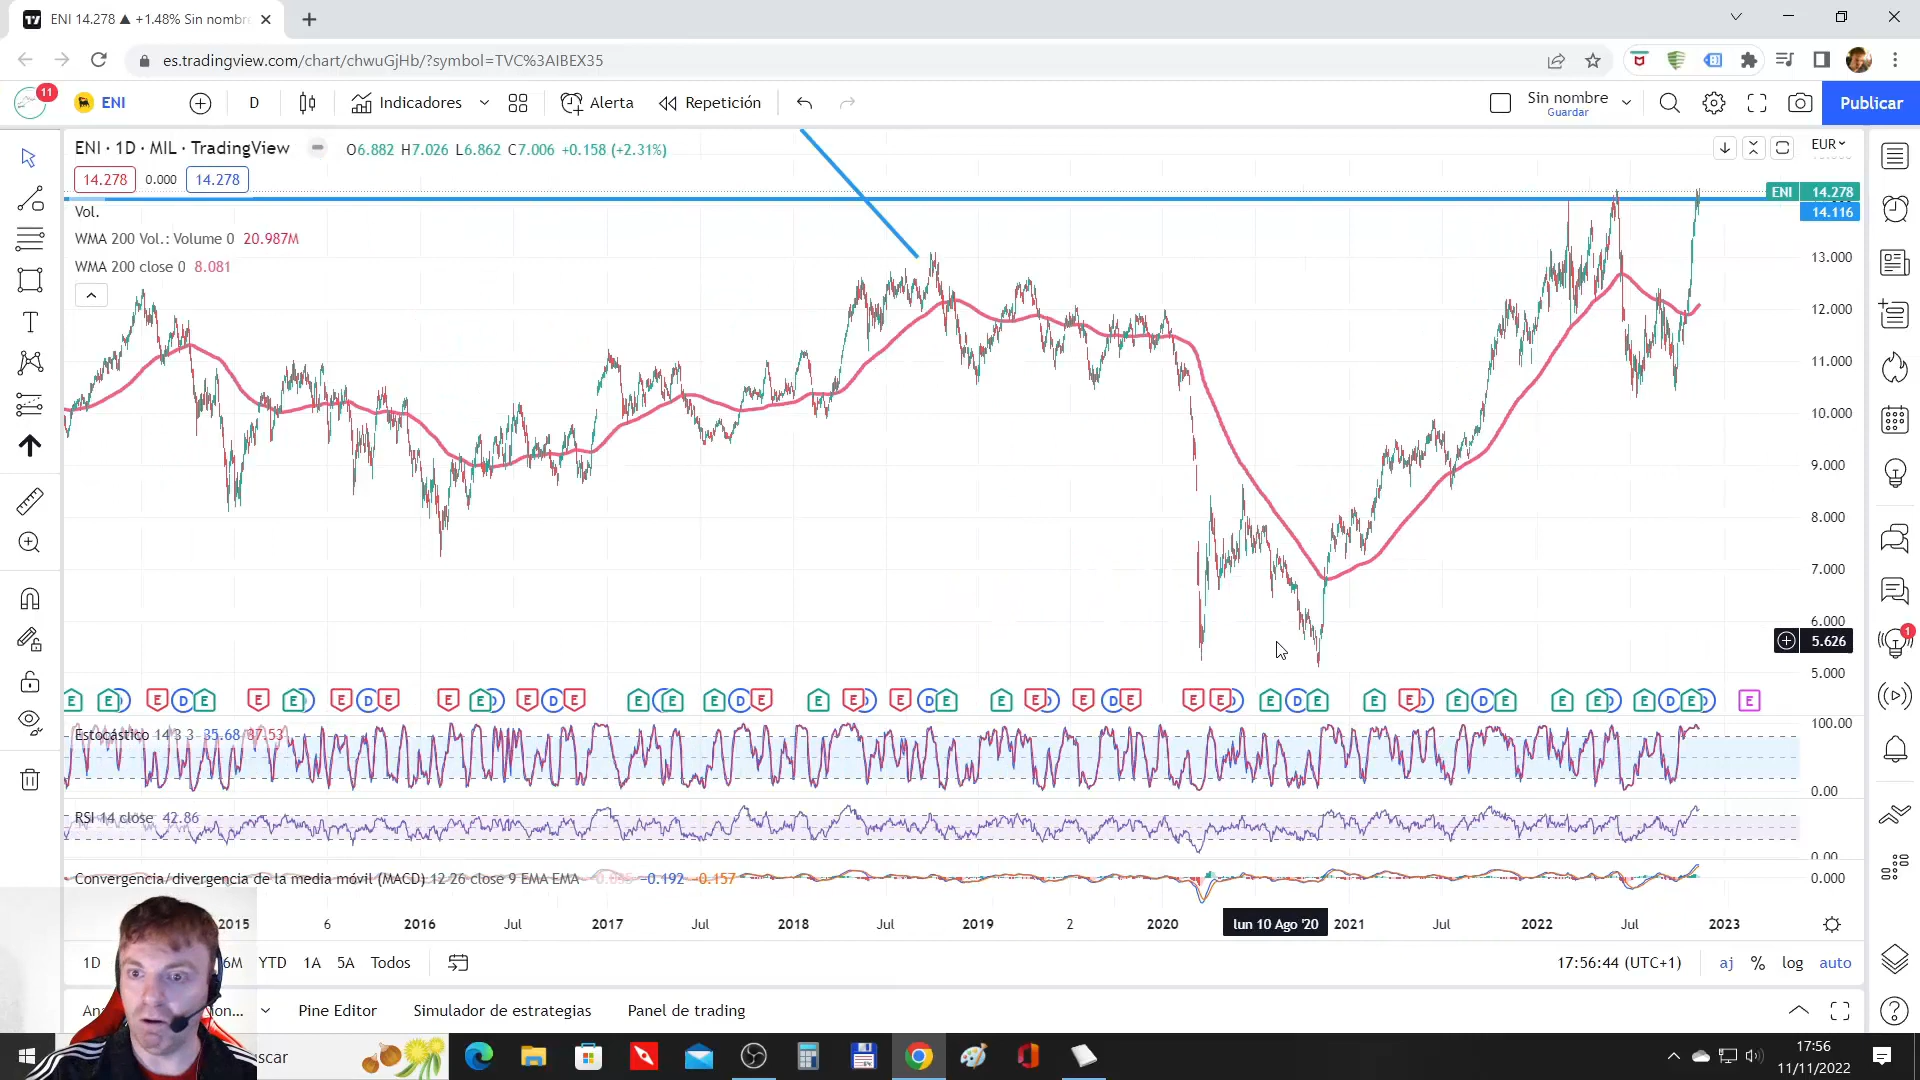 ENI 14.278 ▲ +1.48% Sin nombr
es.tradingview.com/chart/chwuGjHb/?symbol=TVC%3AIBEX35
11
ENI
D
Indicadores
Alerta
Repetición
Sin nombre
Guardar
Publicar
ENI · 1D · MIL · TradingView
O6.882 H7.026 L6.862 C7.006 +0.158 (+2.31%)
EUR
14.278 0.000 14.278
ENI 14.278
14.116
Vol.
WMA 200 Vol.: Volume 0 20.987M
WMA 200 close 0 8.081
13.000
12.000
11.000
10.000
9.000
8.000
7.000
6.000
5.626
5.000
1
E E D E E D E E E D E E D E E D E E D E E D E E D E E D E E D E E D E E D E E D E E D E E D E E D E E D E E D E
Estocástico 14 3 3 35.68 37.53
100.00
0.00
RSI 14 close 42.86
0.00
Convergencia/divergencia de la media móvil (MACD) 12 26 close 9 EMA EMA −0.192 −0.157
0.000
2015 6 2016 Jul 2017 Jul 2018 Jul 2019 2 2020 lun 10 Ago '20 2021 Jul 2022 Jul 2023
1D 6M YTD 1A 5A Todos
17:56:44 (UTC+1)
aj % log auto
Pine Editor
Simulador de estrategias
Panel de trading
17:56
11/11/2022